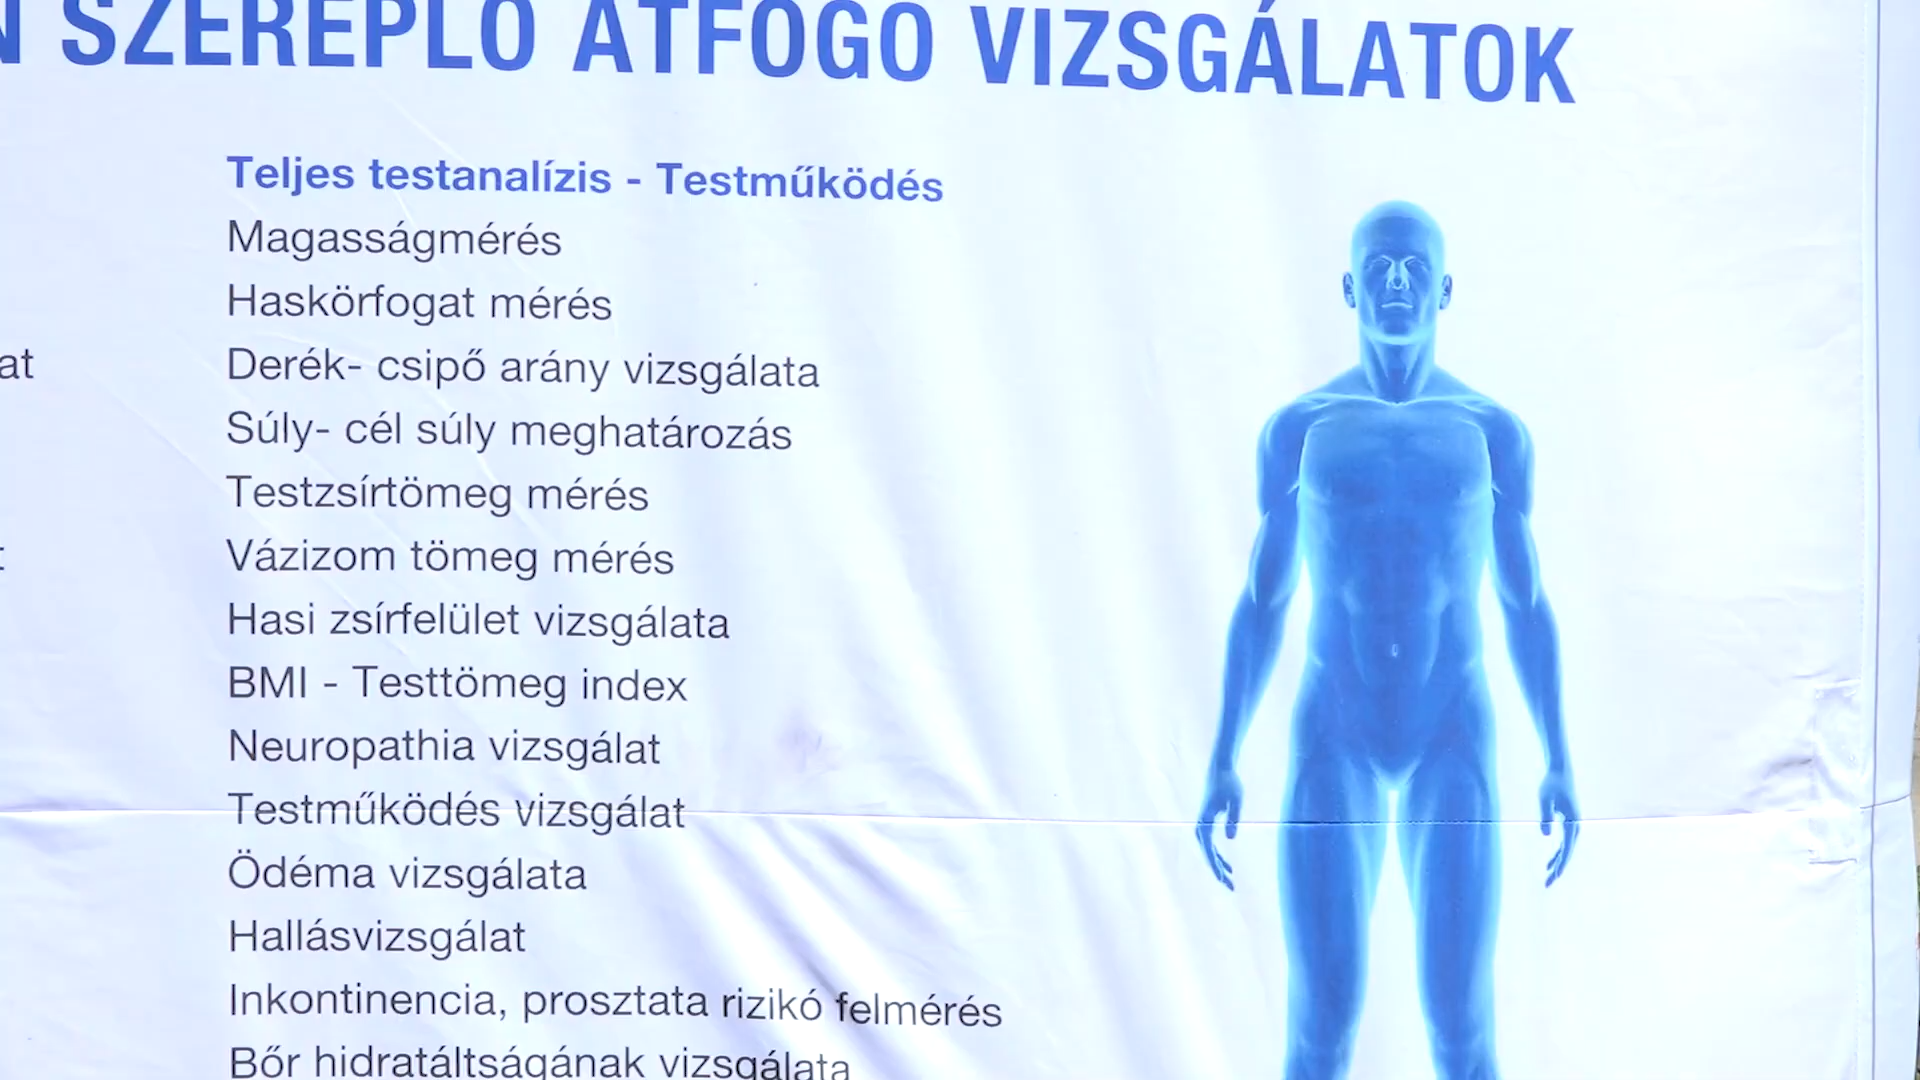 SZEREPLŐ ÁTFOGÓ VIZSGÁLATOK
Teljes testanalízis - Testműködés
Magasságmérés
Haskörfogat mérés
Derék- csipő arány vizsgálata
Súly- cél súly meghatározás
Testzsírtömeg mérés
Vázizom tömeg mérés
Hasi zsírfelület vizsgálata
BMI - Testtömeg index
Neuropathia vizsgálat
Testműködés vizsgálat
Ödéma vizsgálata
Hallásvizsgálat
Inkontinencia, prosztata rizikó felmérés
Bőr hidratáltságának vizsgálata